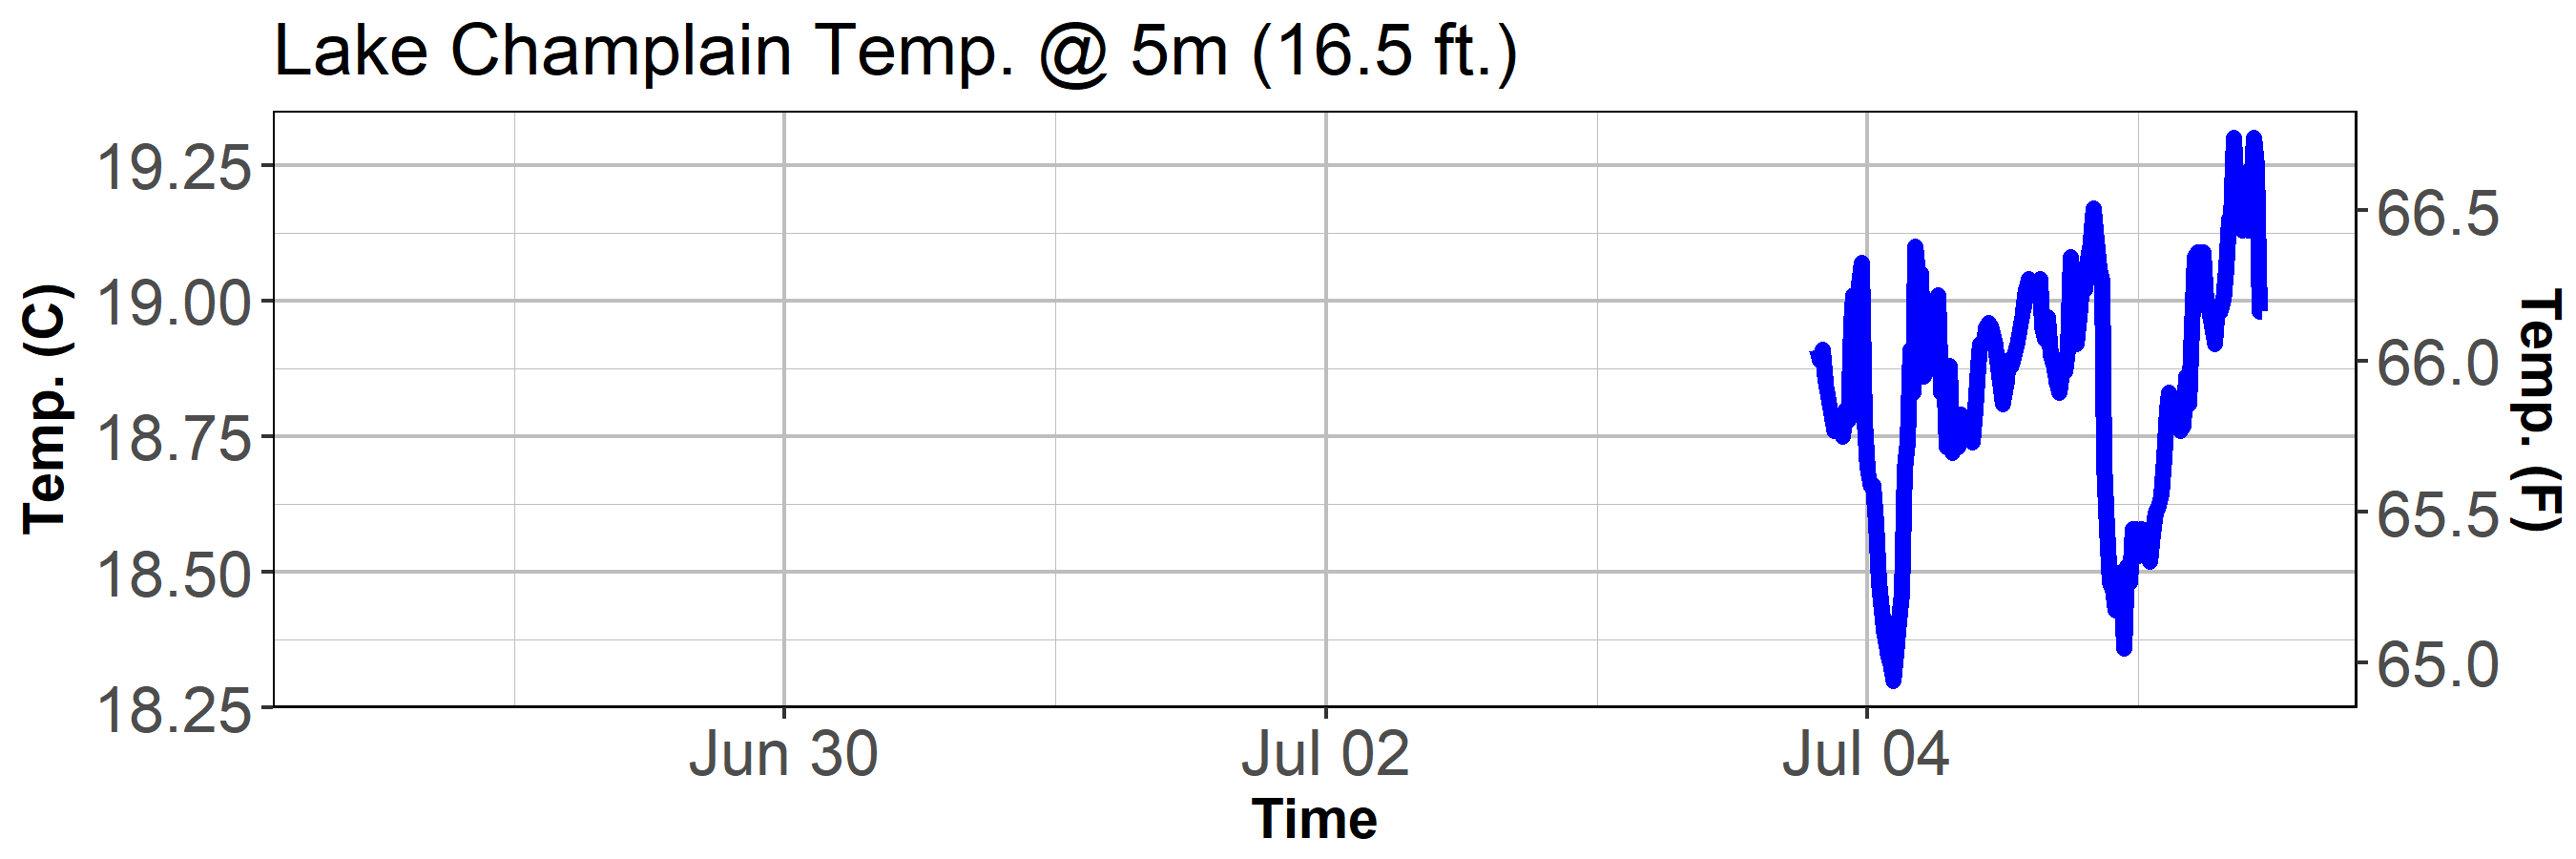 Lake Champlain Temp. @ 5m (16.5 ft.)
Temp. (C)
19.25
19.00
18.75
18.50
18.25
66.5
66.0
65.5
65.0
Temp. (F)
Jun 30
Jul 02
Jul 04
Time